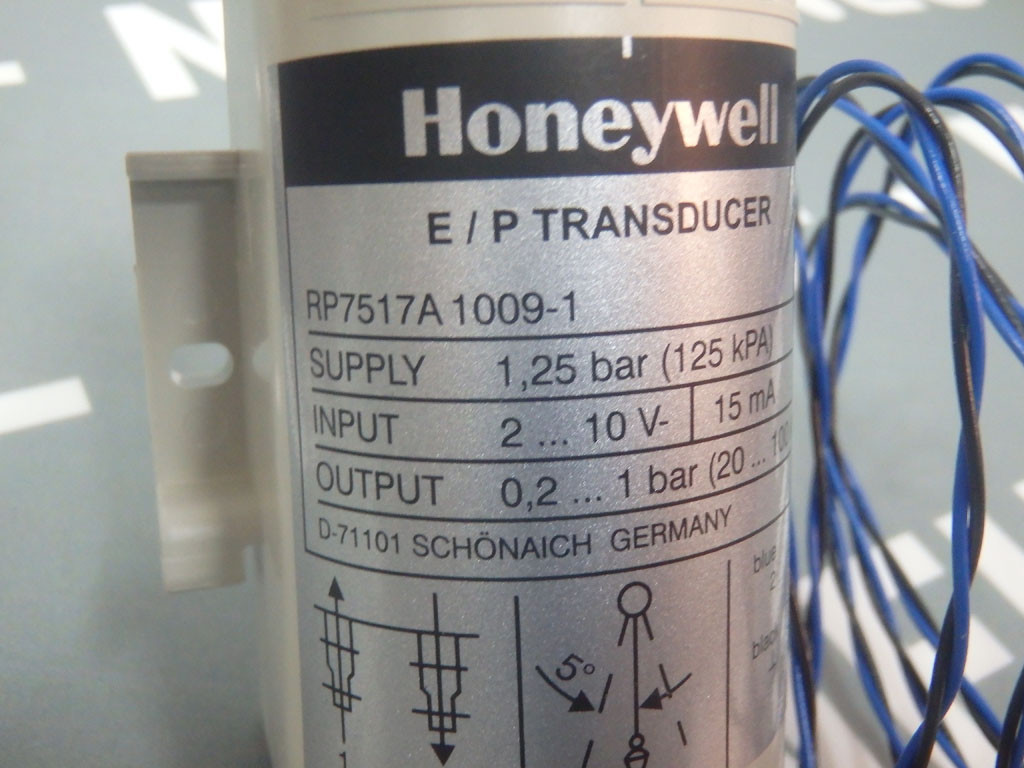 Honeywell
E / P TRANSDUCER
RP7517A 1009-1
SUPPLY 1,25 bar (125 kPA)
INPUT 2 ... 10 V- 15 mA
OUTPUT 0,2 ... 1 bar (20 ...
D-71101 SCHÖNAICH GERMANY
5°
blue